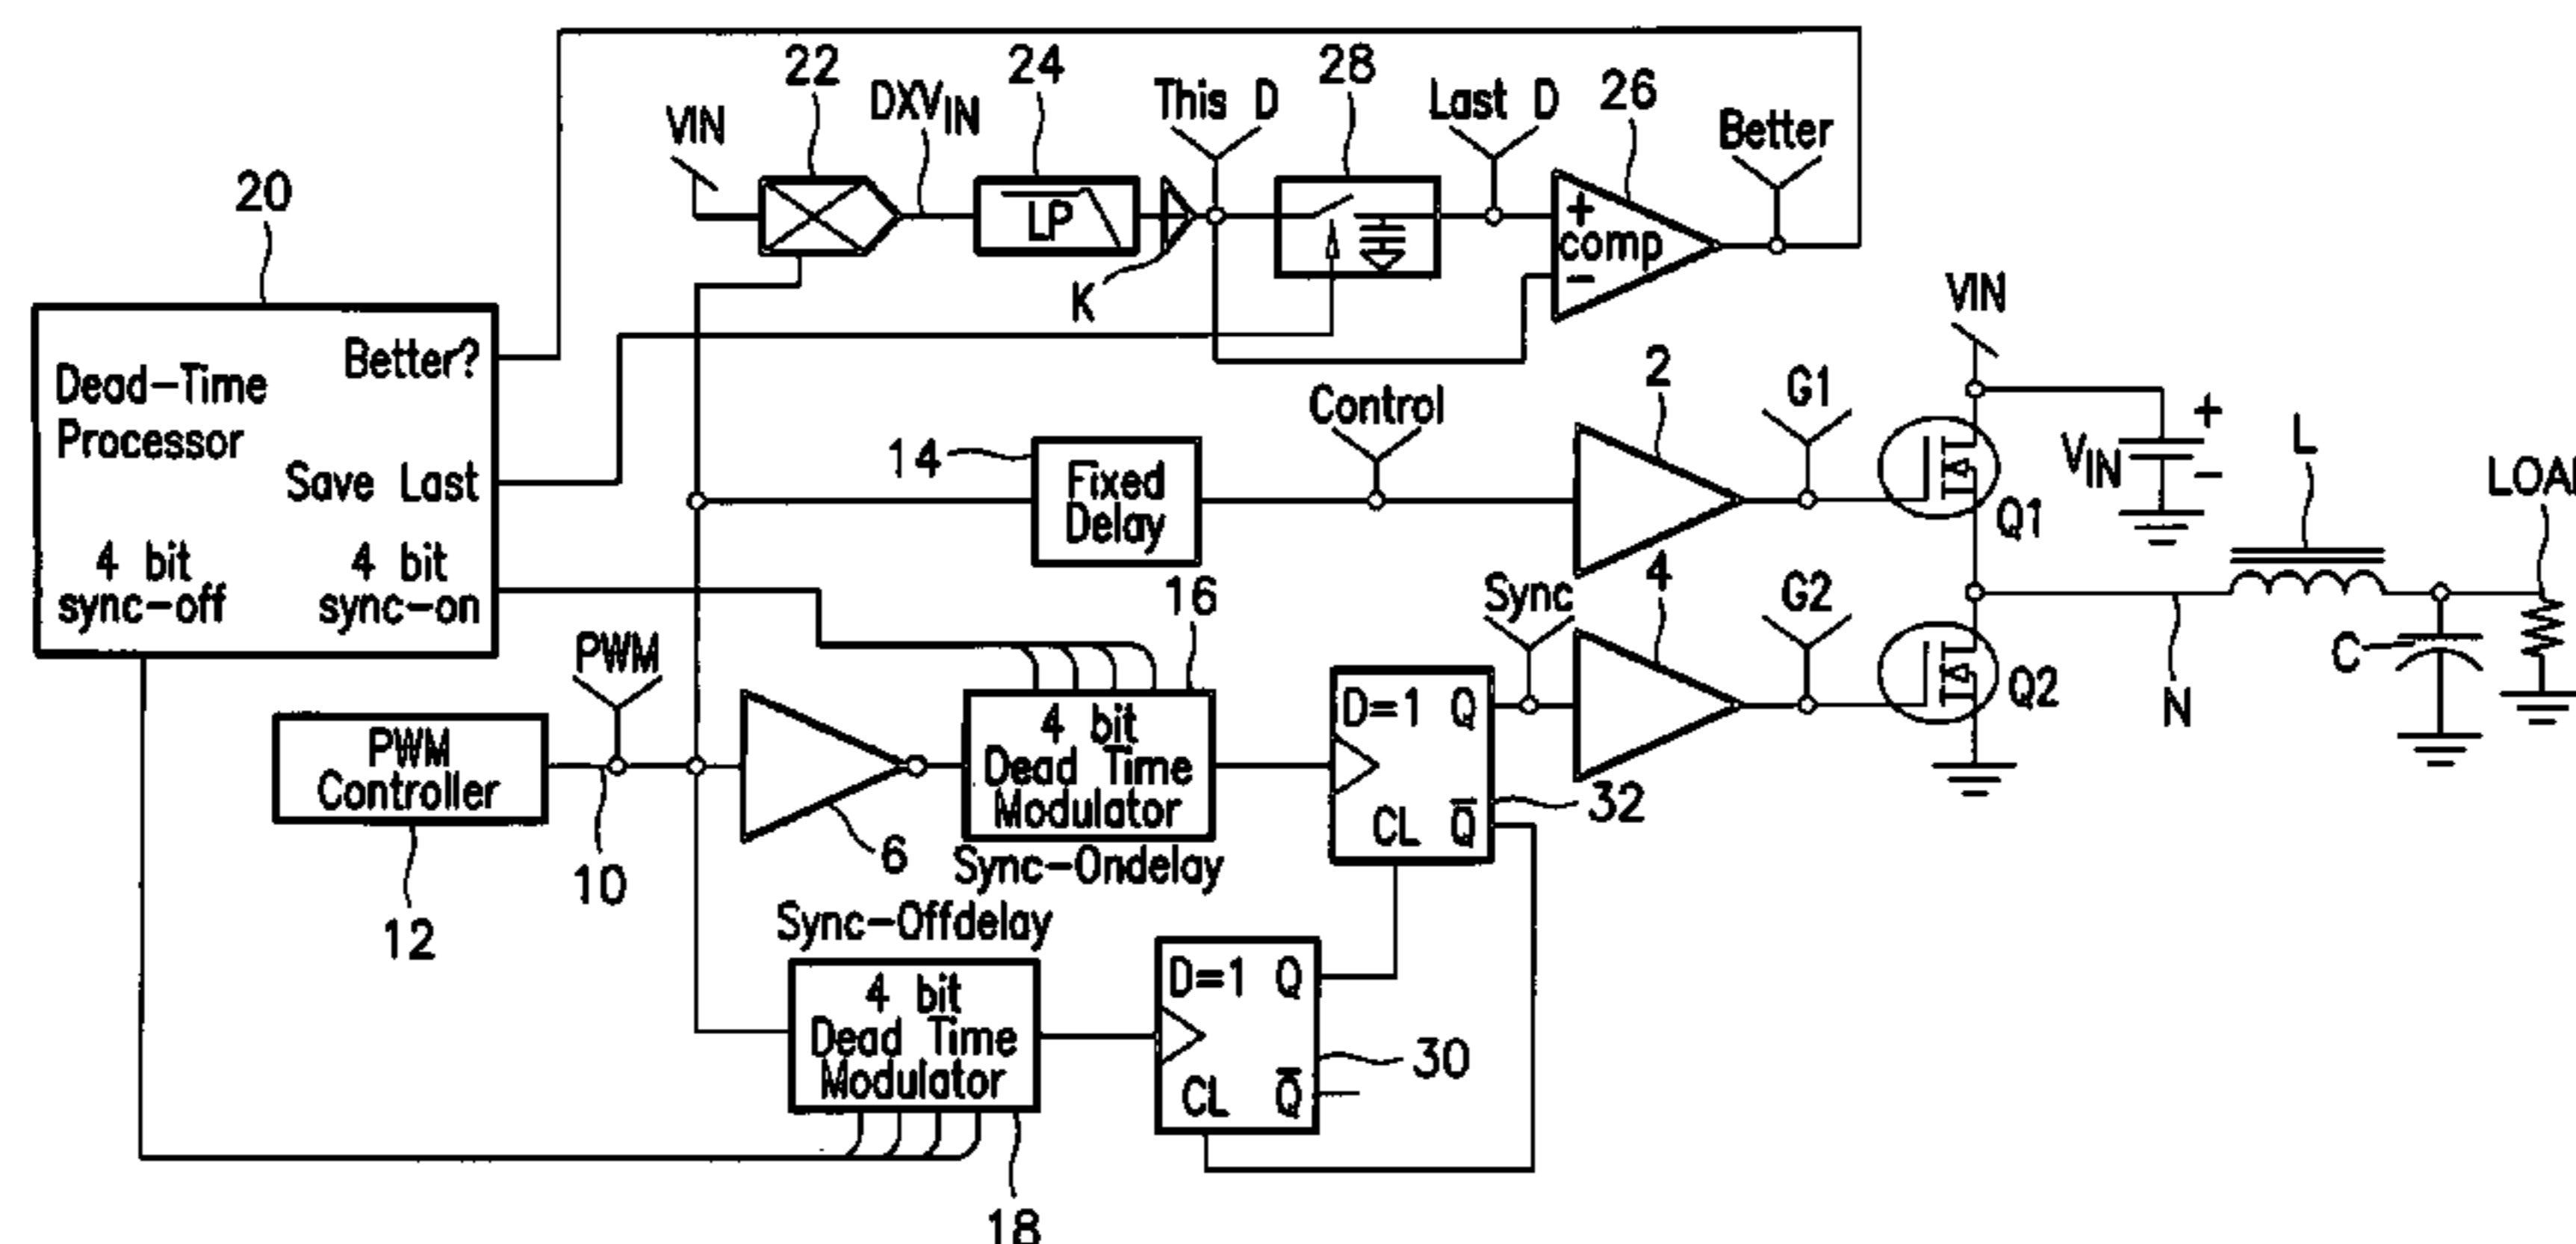 22
24
28
26
VIN
DXVIN
This D
Last D
Better
20
LP
+
comp
-
K
Dead-Time
Processor
Better?
Save Last
4 bit
sync-off
4 bit
sync-on
VIN
2
G1
Control
14
Fixed
Delay
Q1
VIN
+
-
L
16
4
Sync
G2
PWM
Q2
N
C
PWM
Controller
12
10
6
4 bit
Dead Time
Modulator
Sync-Ondelay
D=1 Q
CL Q
32
Sync-Offdelay
4 bit
Dead Time
Modulator
18
D=1 Q
CL Q
30